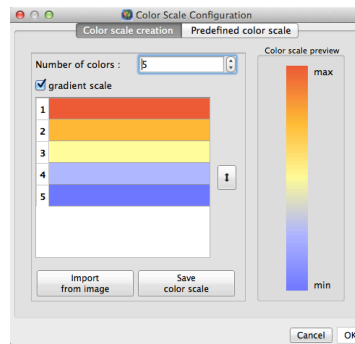 Color Scale Configuration
Color scale creation Predefined color scale
Color scale preview
Number of colors : 5
gradient scale
max
1
2
3
4
5
min
Import
from image
Save
color scale
Cancel OK